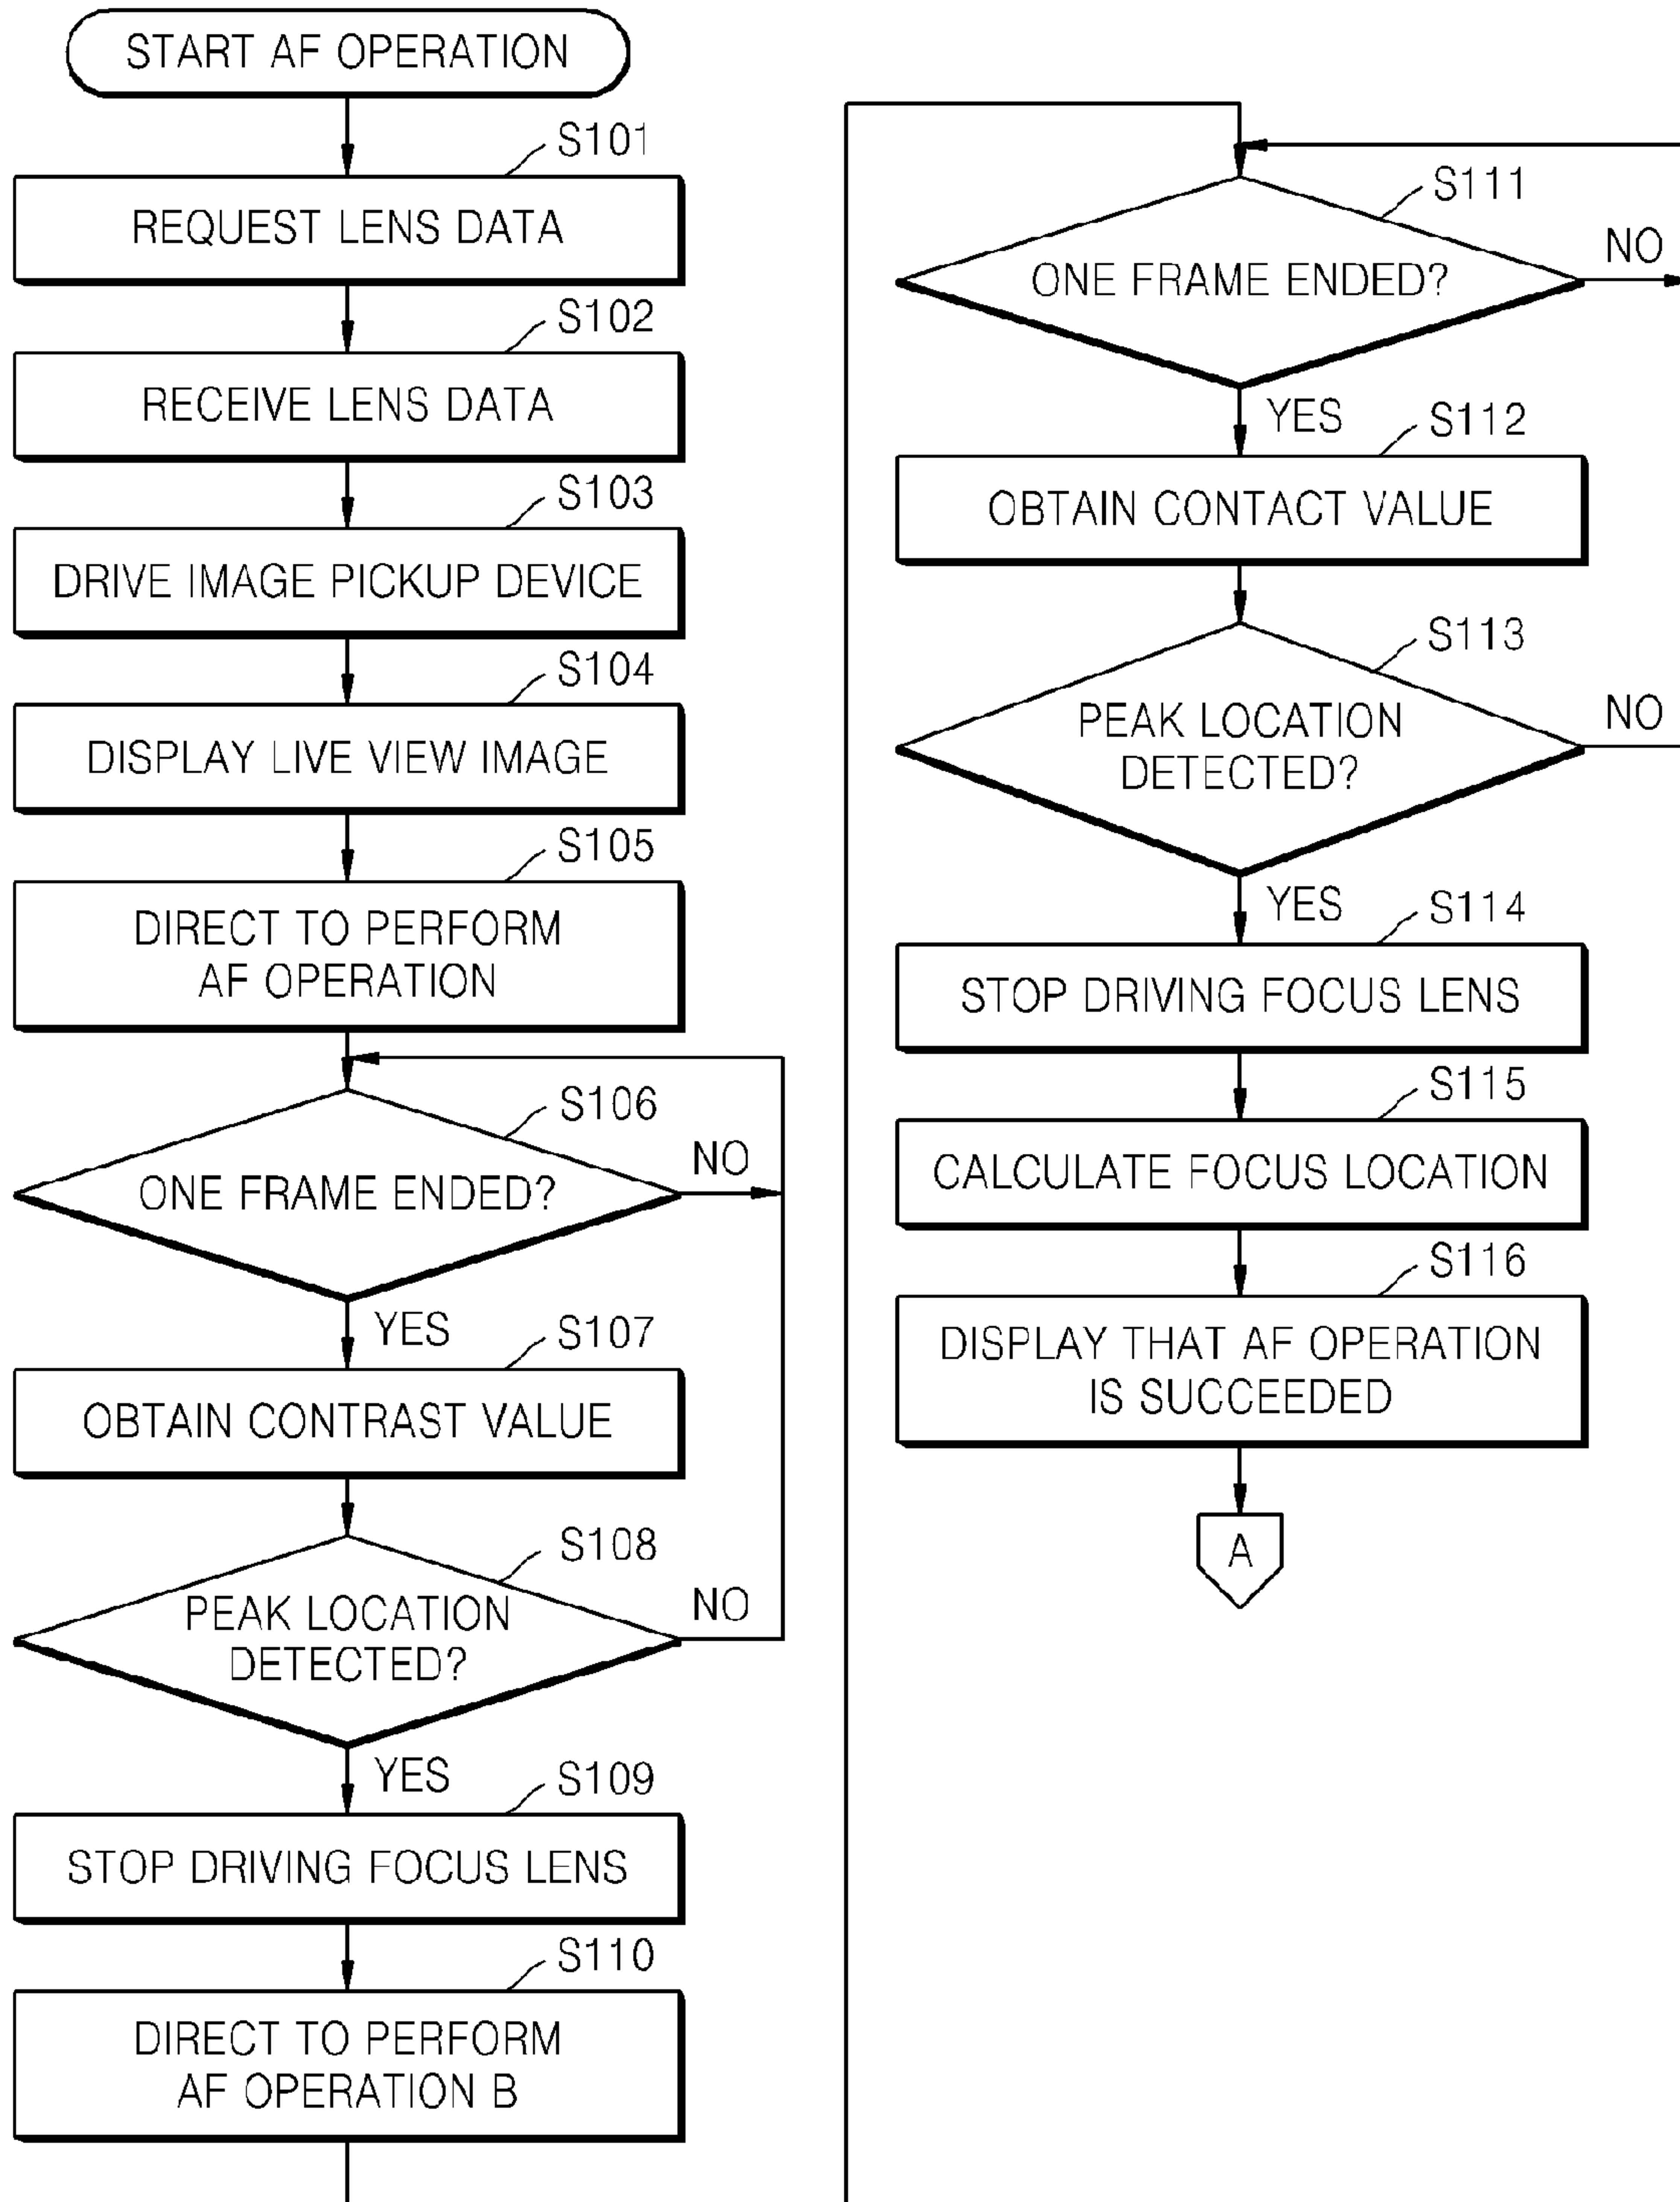 START AF OPERATION
S101
REQUEST LENS DATA
S102
RECEIVE LENS DATA
S103
DRIVE IMAGE PICKUP DEVICE
S104
DISPLAY LIVE VIEW IMAGE
S105
DIRECT TO PERFORM
AF OPERATION
S106
ONE FRAME ENDED?
NO
YES
S107
OBTAIN CONTRAST VALUE
S108
PEAK LOCATION
DETECTED?
NO
YES
S109
STOP DRIVING FOCUS LENS
S110
DIRECT TO PERFORM
AF OPERATION B
S111
ONE FRAME ENDED?
NO
YES
S112
OBTAIN CONTACT VALUE
S113
PEAK LOCATION
DETECTED?
NO
YES
S114
STOP DRIVING FOCUS LENS
S115
CALCULATE FOCUS LOCATION
S116
DISPLAY THAT AF OPERATION
IS SUCCEEDED
A